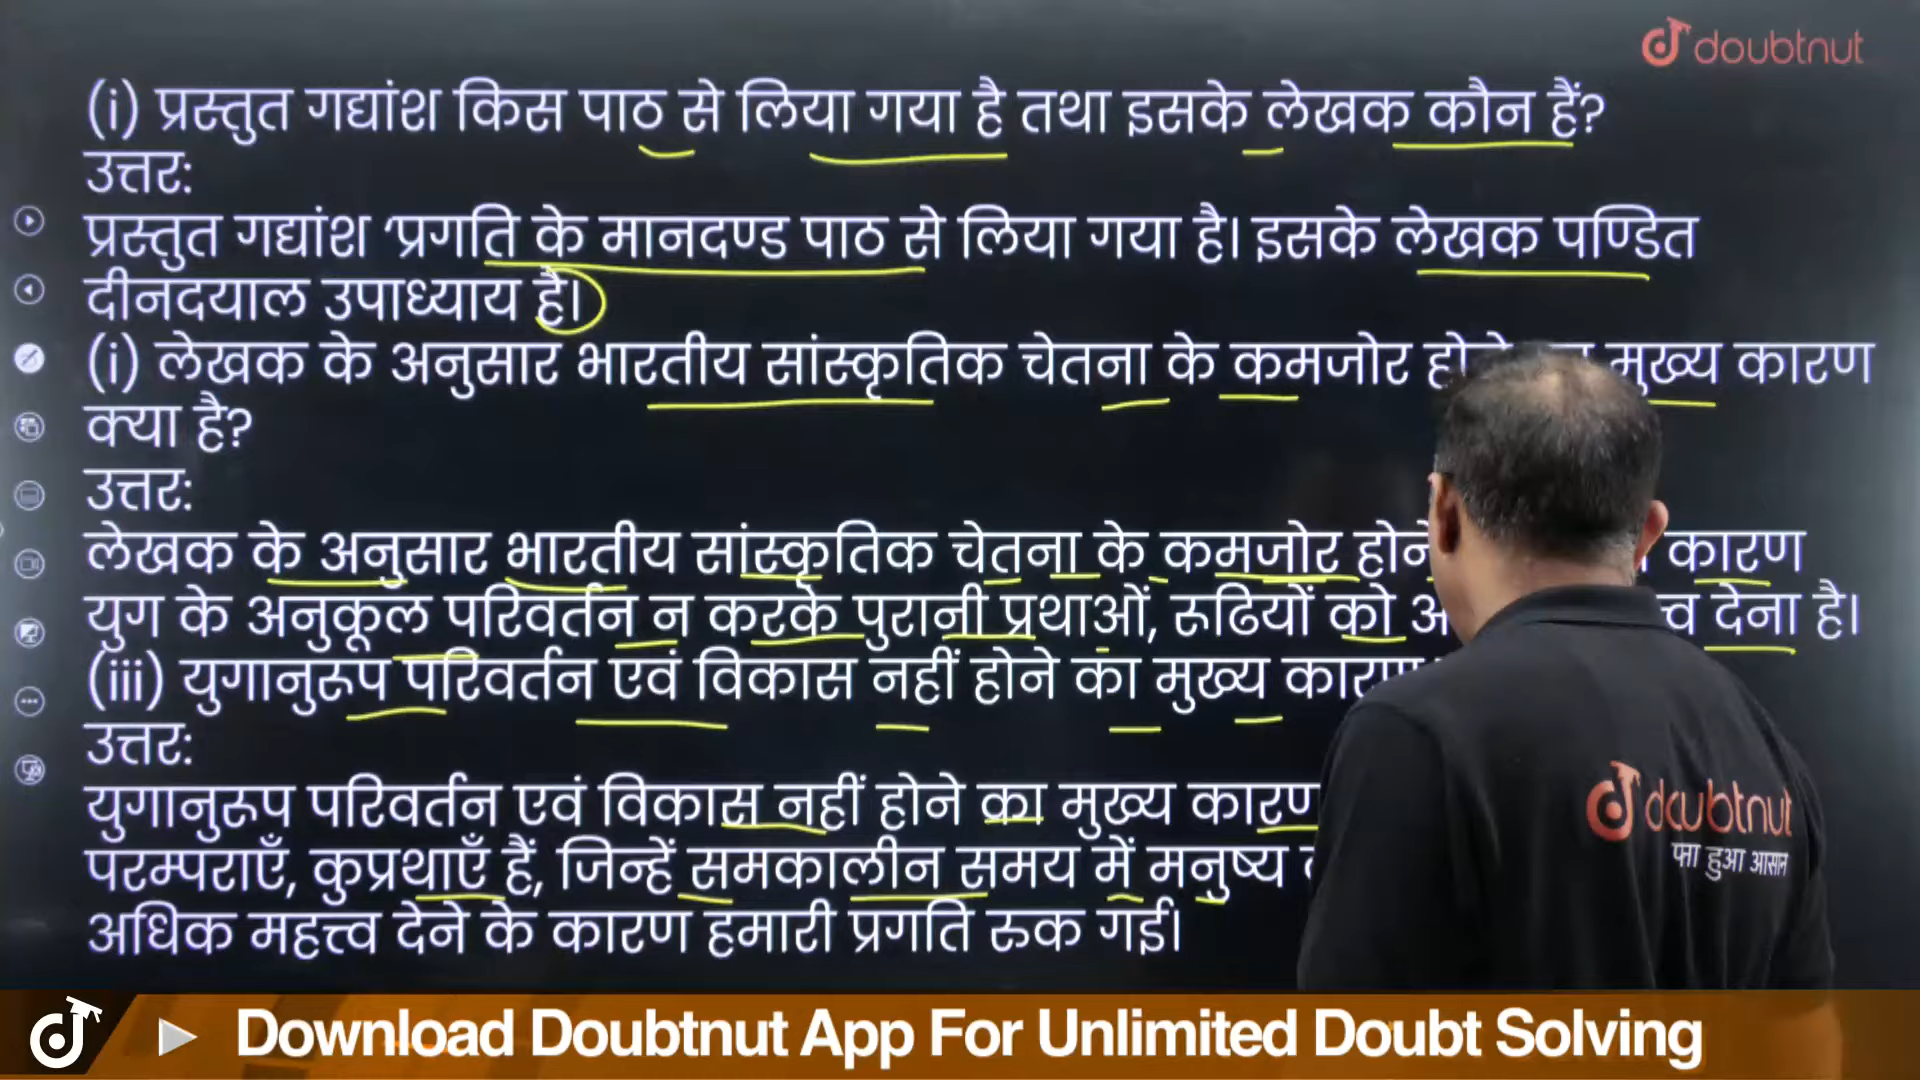 doubtnut
(i) प्रस्तुत गद्यांश किस पाठ से लिया गया है तथा इसके लेखक कौन हैं?
उत्तर:
प्रस्तुत गद्यांश ‘प्रगति के मानदण्ड पाठ से लिया गया है। इसके लेखक पण्डित
दीनदयाल उपाध्याय है।
(i) लेखक के अनुसार भारतीय सांस्कृतिक चेतना के कमजोर मुख्य कारण
क्या है?
उत्तर:
लेखक के अनुसार भारतीय सांस्कृतिक चेतना के कमजोर होने कारण
युग के अनुकूल परिवर्तन न करके पुरानी प्रथाओं, रूढियों को देना है।
(iii) युगानुरूप परिवर्तन एवं विकास नहीं होने का मुख्य
उत्तर:
युगानुरूप परिवर्तन एवं विकास नहीं होने का मुख्य कारण
परम्पराएँ, कुप्रथाएँ हैं, जिन्हें समकालीन समय में मनुष्य
अधिक महत्त्व देने के कारण हमारी प्रगति रुक गई।
doubtnut
हुआ आसान
Download Doubtnut App For Unlimited Doubt Solving